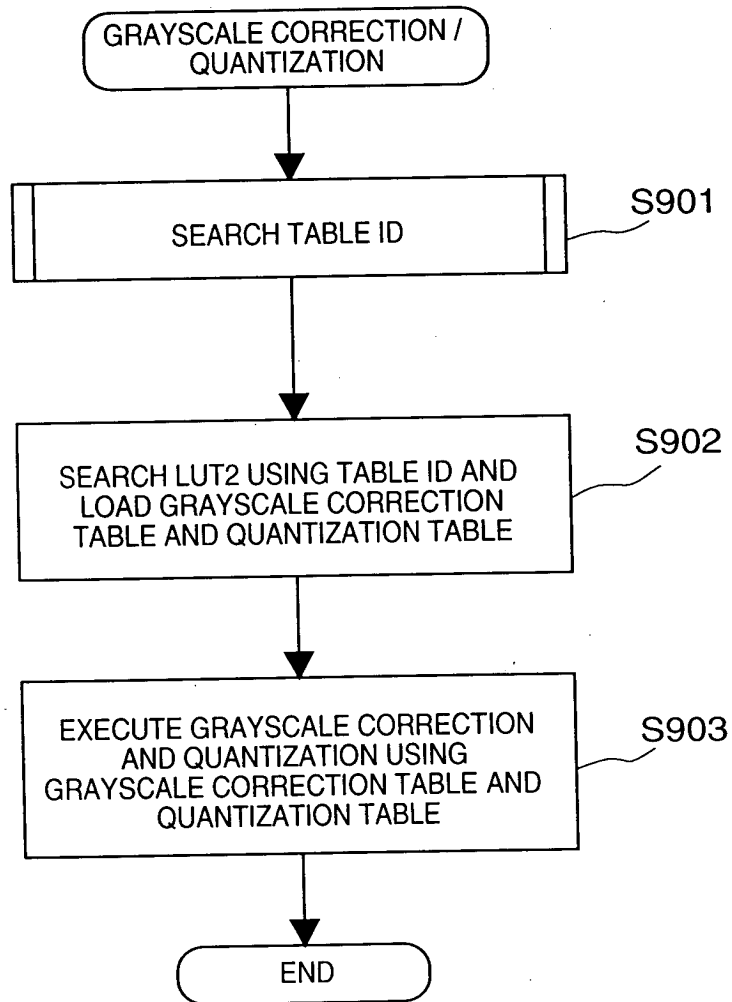 GRAYSCALE CORRECTION /
QUANTIZATION
SEARCH TABLE ID
S901
SEARCH LUT2 USING TABLE ID AND
LOAD GRAYSCALE CORRECTION
TABLE AND QUANTIZATION TABLE
S902
EXECUTE GRAYSCALE CORRECTION
AND QUANTIZATION USING
GRAYSCALE CORRECTION TABLE AND
QUANTIZATION TABLE
S903
END